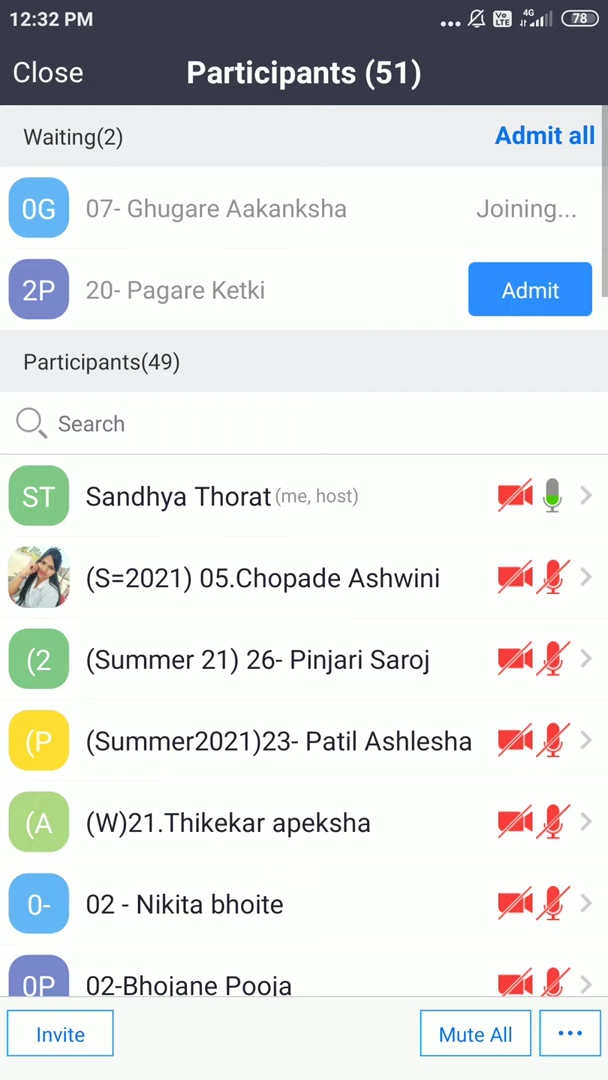 12:32 PM
Vo LTE 4G 78
Close Participants (51)
Waiting(2) Admit all
0G 07- Ghugare Aakanksha Joining...
2P 20- Pagare Ketki Admit
Participants(49)
Search
ST Sandhya Thorat (me, host)
(S=2021) 05.Chopade Ashwini
(2 (Summer 21) 26- Pinjari Saroj
(P (Summer2021)23- Patil Ashlesha
(A (W)21.Thikekar apeksha
0- 02 - Nikita bhoite
0P 02-Bhojane Pooja
Invite Mute All